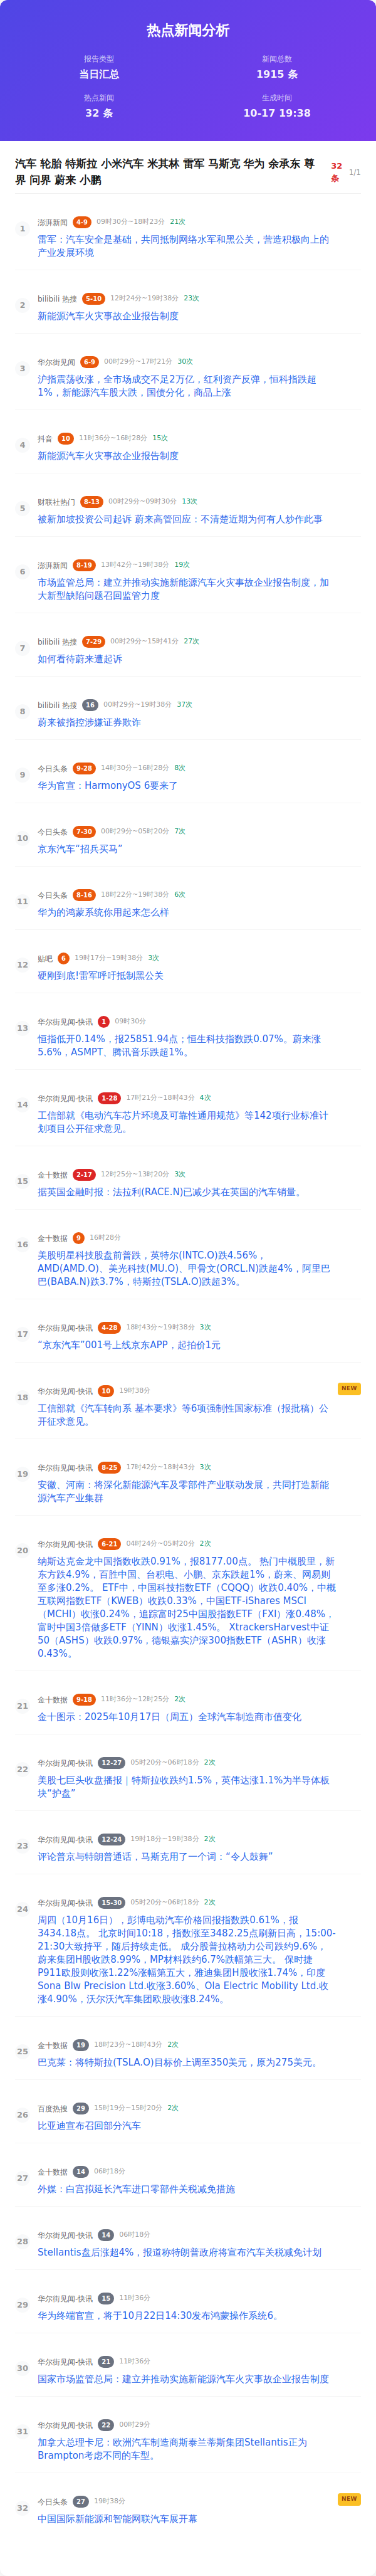 热点新闻分析
报告类型
新闻总数
当日汇总
1915 条
热点新闻
生成时间
32 条
10-17 19:38
汽车 轮胎 特斯拉 小米汽车 米其林 雷军 马斯克 华为 余承东 尊
界 问界 蔚来 小鹏
32
条
1/1
1
澎湃新闻 4-9 09时30分~18时23分 21次
雷军：汽车安全是基础，共同抵制网络水军和黑公关，营造积极向上的
产业发展环境
2
bilibili 热搜 5-10 12时24分~19时38分 23次
新能源汽车火灾事故企业报告制度
3
华尔街见闻 6-9 00时29分~17时21分 30次
沪指震荡收涨，全市场成交不足2万亿，红利资产反弹，恒科指跌超
1%，新能源汽车股大跌，国债分化，商品上涨
4
抖音 10 11时36分~16时28分 15次
新能源汽车火灾事故企业报告制度
5
财联社热门 8-13 00时29分~09时30分 13次
被新加坡投资公司起诉 蔚来高管回应：不清楚近期为何有人炒作此事
6
澎湃新闻 8-19 13时42分~19时38分 19次
市场监管总局：建立并推动实施新能源汽车火灾事故企业报告制度，加
大新型缺陷问题召回监管力度
7
bilibili 热搜 7-29 00时29分~15时41分 27次
如何看待蔚来遭起诉
8
bilibili 热搜 16 00时29分~19时38分 37次
蔚来被指控涉嫌证券欺诈
9
今日头条 9-28 14时30分~16时28分 8次
华为官宣：HarmonyOS 6要来了
10
今日头条 7-30 00时29分~05时20分 7次
京东汽车“招兵买马”
11
今日头条 8-16 18时22分~19时38分 6次
华为的鸿蒙系统你用起来怎么样
12
贴吧 6 19时17分~19时38分 3次
硬刚到底!雷军呼吁抵制黑公关
13
华尔街见闻-快讯 1 09时30分
恒指低开0.14%，报25851.94点；恒生科技指数跌0.07%。蔚来涨
5.6%，ASMPT、腾讯音乐跌超1%。
14
华尔街见闻-快讯 1-28 17时21分~18时43分 4次
工信部就《电动汽车芯片环境及可靠性通用规范》等142项行业标准计
划项目公开征求意见。
15
金十数据 2-17 12时25分~13时20分 3次
据英国金融时报：法拉利(RACE.N)已减少其在英国的汽车销量。
16
金十数据 9 16时28分
美股明星科技股盘前普跌，英特尔(INTC.O)跌4.56%，
AMD(AMD.O)、美光科技(MU.O)、甲骨文(ORCL.N)跌超4%，阿里巴
巴(BABA.N)跌3.7%，特斯拉(TSLA.O)跌超3%。
17
华尔街见闻-快讯 4-28 18时43分~19时38分 3次
“京东汽车”001号上线京东APP，起拍价1元
18
华尔街见闻-快讯 10 19时38分
NEW
工信部就《汽车转向系 基本要求》等6项强制性国家标准（报批稿）公
开征求意见。
19
华尔街见闻-快讯 8-25 17时42分~18时43分 3次
安徽、河南：将深化新能源汽车及零部件产业联动发展，共同打造新能
源汽车产业集群
20
华尔街见闻-快讯 6-21 04时24分~05时20分 2次
纳斯达克金龙中国指数收跌0.91%，报8177.00点。 热门中概股里，新
东方跌4.9%，百胜中国、台积电、小鹏、京东跌超1%，蔚来、网易则
至多涨0.2%。 ETF中，中国科技指数ETF（CQQQ）收跌0.40%，中概
互联网指数ETF（KWEB）收跌0.33%，中国ETF-iShares MSCI
（MCHI）收涨0.24%，追踪富时25中国股指数ETF（FXI）涨0.48%，
富时中国3倍做多ETF（YINN）收涨1.45%。 XtrackersHarvest中证
50（ASHS）收跌0.97%，德银嘉实沪深300指数ETF（ASHR）收涨
0.43%。
21
金十数据 9-18 11时36分~12时25分 2次
金十图示：2025年10月17日（周五）全球汽车制造商市值变化
22
华尔街见闻-快讯 12-27 05时20分~06时18分 2次
美股七巨头收盘播报｜特斯拉收跌约1.5%，英伟达涨1.1%为半导体板
块“护盘”
23
华尔街见闻-快讯 12-24 19时18分~19时38分 2次
评论普京与特朗普通话，马斯克用了一个词：“令人鼓舞”
24
华尔街见闻-快讯 15-30 05时20分~06时18分 2次
周四（10月16日），彭博电动汽车价格回报指数跌0.61%，报
3434.18点。 北京时间10:18，指数涨至3482.25点刷新日高，15:00-
21:30大致持平，随后持续走低。 成分股普拉格动力公司跌约9.6%，
蔚来集团H股收跌8.99%，MP材料跌约6.7%跌幅第三大。 保时捷
P911欧股则收涨1.22%涨幅第五大，雅迪集团H股收涨1.74%，印度
Sona Blw Precision Ltd.收涨3.60%、Ola Electric Mobility Ltd.收
涨4.90%，沃尔沃汽车集团欧股收涨8.24%。
25
金十数据 19 18时23分~18时43分 2次
巴克莱：将特斯拉(TSLA.O)目标价上调至350美元，原为275美元。
26
百度热搜 29 15时19分~15时20分 2次
比亚迪宣布召回部分汽车
27
金十数据 14 06时18分
外媒：白宫拟延长汽车进口零部件关税减免措施
28
华尔街见闻-快讯 14 06时18分
Stellantis盘后涨超4%，报道称特朗普政府将宣布汽车关税减免计划
29
华尔街见闻-快讯 15 11时36分
华为终端官宣，将于10月22日14:30发布鸿蒙操作系统6。
30
华尔街见闻-快讯 21 11时36分
国家市场监管总局：建立并推动实施新能源汽车火灾事故企业报告制度
31
华尔街见闻-快讯 22 00时29分
加拿大总理卡尼：欧洲汽车制造商斯泰兰蒂斯集团Stellantis正为
Brampton考虑不同的车型。
32
今日头条 27 19时38分
NEW
中国国际新能源和智能网联汽车展开幕